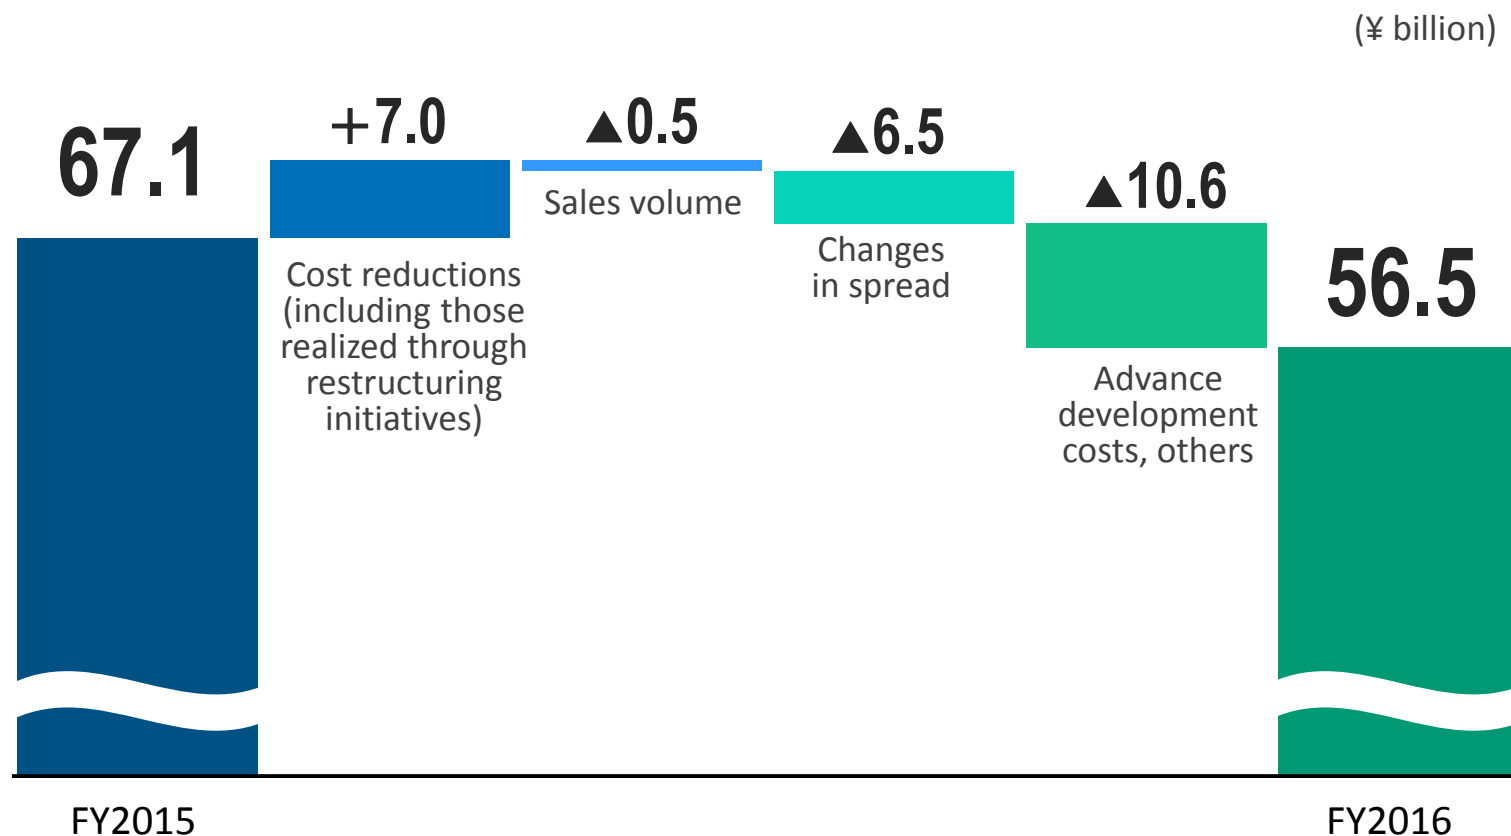 (¥ billion)
67.1
+7.0
▲0.5
▲6.5
▲10.6
56.5
Sales volume
Changes
in spread
Cost reductions
(including those
realized through
restructuring
initiatives)
Advance
development
costs, others
FY2015
FY2016